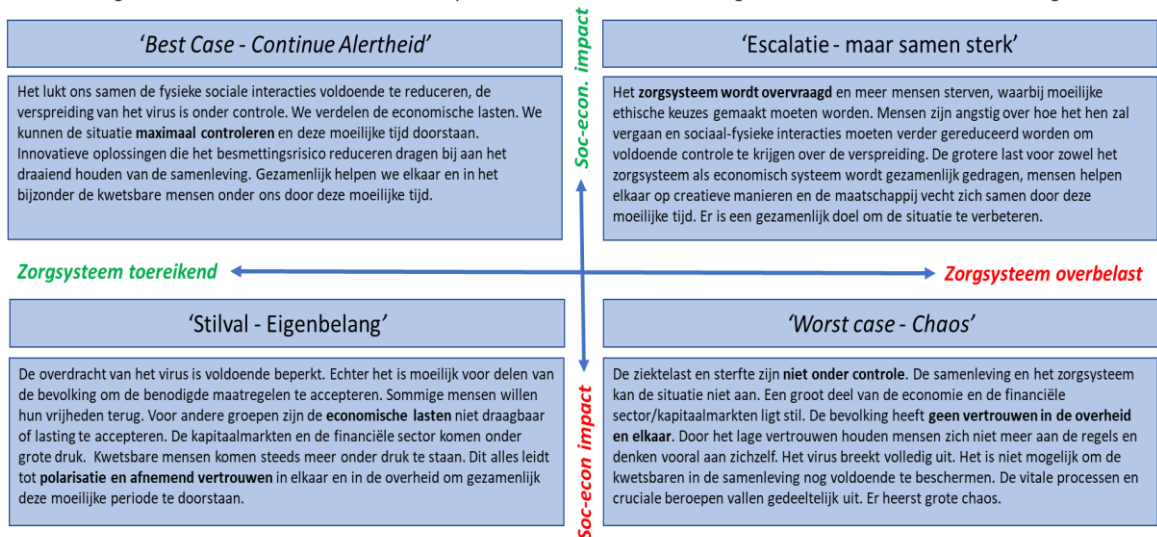 'Best Case - Continue Alertheid'
Het lukt ons samen de fysieke sociale interacties voldoende te reduceren, de
verspreiding van het virus is onder controle. We verdelen de economische lasten. We
kunnen de situatie maximaal controleren en deze moeilijke tijd doorstaan.
Innovatieve oplossingen die het besmettingsrisico reduceren dragen bij aan het
draaiend houden van de samenleving. Gezamenlijk helpen we elkaar en in het
bijzonder de kwetsbare mensen onder ons door deze moeilijke tijd.
Soc-econ. impact
'Escalatie - maar samen sterk'
Het zorgsysteem wordt overvraagd en meer mensen sterven, waarbij moeilijke
ethische keuzes gemaakt moeten worden. Mensen zijn angstig over hoe het hen zal
vergaan en sociaal-fysieke interacties moeten verder gereduceerd worden om
voldoende controle te krijgen over de verspreiding. De grotere last voor zowel het
zorgsysteem als economisch systeem wordt gezamenlijk gedragen, mensen helpen
elkaar op creatieve manieren en de maatschappij vecht zich samen door deze
moeilijke tijd. Er is een gezamenlijk doel om de situatie te verbeteren.
Zorgsysteem toereikend
Zorgsysteem overbelast
'Stilval - Eigenbelang'
De overdracht van het virus is voldoende beperkt. Echter het is moeilijk voor delen van
de bevolking om de benodigde maatregelen te accepteren. Sommige mensen willen
hun vrijheden terug. Voor andere groepen zijn de economische lasten niet draagbaar
of lasting te accepteren. De kapitaalmarkten en de financiële sector komen onder
grote druk. Kwetsbare mensen komen steeds meer onder druk te staan. Dit alles leidt
tot polarisatie en afnemend vertrouwen in elkaar en in de overheid om gezamenlijk
deze moeilijke periode te doorstaan.
Soc-econ impact
'Worst case - Chaos'
De ziektelast en sterfte zijn niet onder controle. De samenleving en het zorgsysteem
kan de situatie niet aan. Een groot deel van de economie en de financiële
sector/kapitaalmarkten ligt stil. De bevolking heeft geen vertrouwen in de overheid
en elkaar. Door het lage vertrouwen houden mensen zich niet meer aan de regels en
denken vooral aan zichzelf. Het virus breekt volledig uit. Het is niet mogelijk om de
kwetsbaren in de samenleving nog voldoende te beschermen. De vitale processen en
cruciale beroepen vallen gedeeltelijk uit. Er heerst grote chaos.